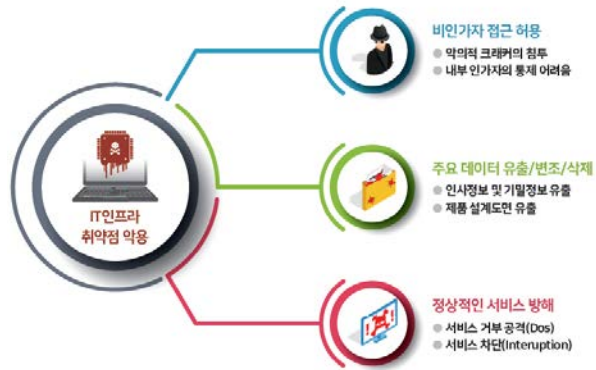 IT인프라
취약점 악용
비인가자 접근 허용
악의적 크래커의 침투
내부 인가자의 통제 어려움
주요 데이터 유출/변조/삭제
인사정보 및 기밀정보 유출
제품 설계도면 유출
정상적인 서비스 방해
서비스 거부 공격(Dos)
서비스 차단(Interuption)